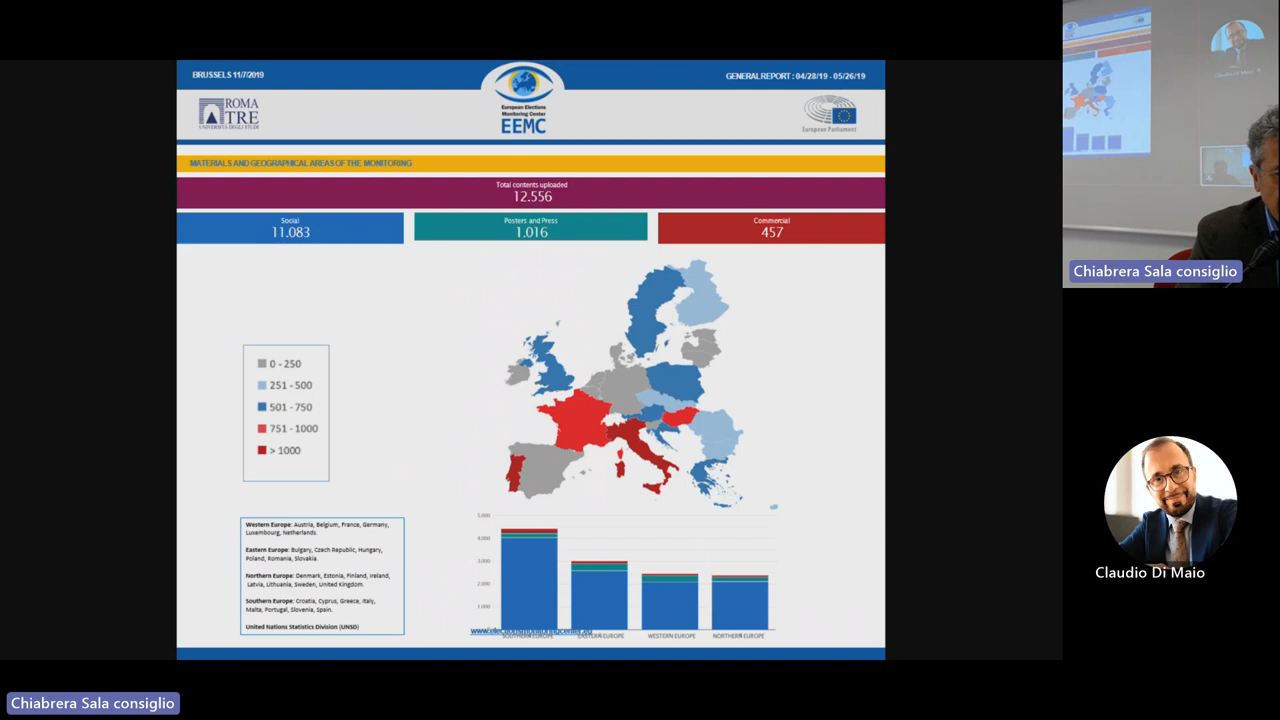 BRUSSELS 11/7/2019
GENERAL REPORT : 04/28/19 - 05/26/19
ROMA
TRE
UNIVERSITÀ DEGLI STUDI
European Elections
Monitoring Center
EEMC
European Parliament
MATERIALS AND GEOGRAPHICAL AREAS OF THE MONITORING
Total contents uploaded
12.556
Social
11.083
Posters and Press
1.016
Commercial
457
0 - 250
251 - 500
501 - 750
751 - 1000
> 1000
Western Europe: Austria, Belgium, France, Germany,
Luxembourg, Netherlands.
Eastern Europe: Bulgary, Czech Republic, Hungary,
Poland, Romania, Slovakia.
Northern Europe: Denmark, Estonia, Finland, Ireland,
Latvia, Lithuania, Sweden, United Kingdom.
Southern Europe: Croatia, Cyprus, Greece, Italy,
Malta, Portugal, Slovenia, Spain.
United Nations Statistics Division (UNSD)
5.000
4.000
3.000
2.000
1.000
www.electionsmonitoringcenter.eu
SOUTHERN EUROPE
EASTERN EUROPE
WESTERN EUROPE
NORTHERN EUROPE
Chiabrera Sala consiglio
Claudio Di Maio
Chiabrera Sala consiglio